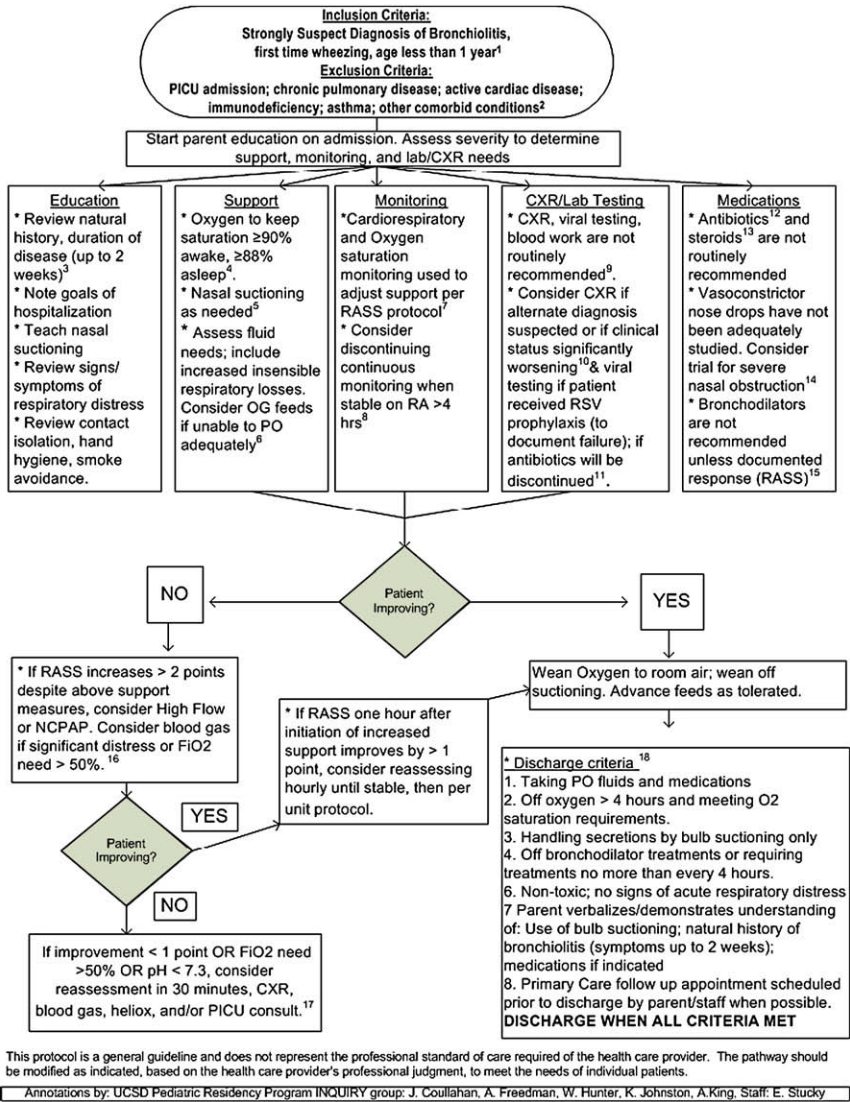 Inclusion Criteria:
Strongly Suspect Diagnosis of Bronchiolitis,
first time wheezing, age less than 1 year1
Exclusion Criteria:
PICU admission; chronic pulmonary disease; active cardiac disease;
immunodeficiency; asthma; other comorbid conditions2
Start parent education on admission. Assess severity to determine
support, monitoring, and lab/CXR needs
Education
* Review natural
history, duration of
disease (up to 2
weeks)3
* Note goals of
hospitalization
* Teach nasal
suctioning
* Review signs/
symptoms of
respiratory distress
* Review contact
isolation, hand
hygiene, smoke
avoidance.
Support
* Oxygen to keep
saturation ≥90%
awake, ≥88%
asleep4.
* Nasal suctioning
as needed5
* Assess fluid
needs; include
increased insensible
respiratory losses.
Consider OG feeds
if unable to PO
adequately6
Monitoring
*Cardiorespiratory
and Oxygen
saturation
monitoring used to
adjust support per
RASS protocol7
* Consider
discontinuing
continuous
monitoring when
stable on RA >4
hrs8
CXR/Lab Testing
* CXR, viral testing,
blood work are not
routinely
recommended9.
* Consider CXR if
alternate diagnosis
suspected or if clinical
status significantly
worsening10& viral
testing if patient
received RSV
prophylaxis (to
document failure); if
antibiotics will be
discontinued11.
Medications
* Antibiotics12 and
steroids13 are not
routinely
recommended
* Vasoconstrictor
nose drops have not
been adequately
studied. Consider
trial for severe
nasal obstruction14
* Bronchodilators
are not
recommended
unless documented
response (RASS)15
Patient
Improving?
NO
YES
* If RASS increases > 2 points
despite above support
measures, consider High Flow
or NCPAP. Consider blood gas
if significant distress or FiO2
need > 50%. 16
Patient
Improving?
YES
NO
* If RASS one hour after
initiation of increased
support improves by > 1
point, consider reassessing
hourly until stable, then per
unit protocol.
If improvement < 1 point OR FiO2 need
>50% OR pH < 7.3, consider
reassessment in 30 minutes, CXR,
blood gas, heliox, and/or PICU consult.17
Wean Oxygen to room air; wean off
suctioning. Advance feeds as tolerated.
* Discharge criteria 18
1. Taking PO fluids and medications
2. Off oxygen > 4 hours and meeting O2
saturation requirements.
3. Handling secretions by bulb suctioning only
4. Off bronchodilator treatments or requiring
treatments no more than every 4 hours.
6. Non-toxic; no signs of acute respiratory distress
7 Parent verbalizes/demonstrates understanding
of: Use of bulb suctioning; natural history of
bronchiolitis (symptoms up to 2 weeks);
medications if indicated
8. Primary Care follow up appointment scheduled
prior to discharge by parent/staff when possible.
DISCHARGE WHEN ALL CRITERIA MET
This protocol is a general guideline and does not represent the professional standard of care required of the health care provider. The pathway should
be modified as indicated, based on the health care provider's professional judgment, to meet the needs of individual patients.
Annotations by: UCSD Pediatric Residency Program INQUIRY group: J. Coullahan, A. Freedman, W. Hunter, K. Johnston, A.King, Staff: E. Stucky